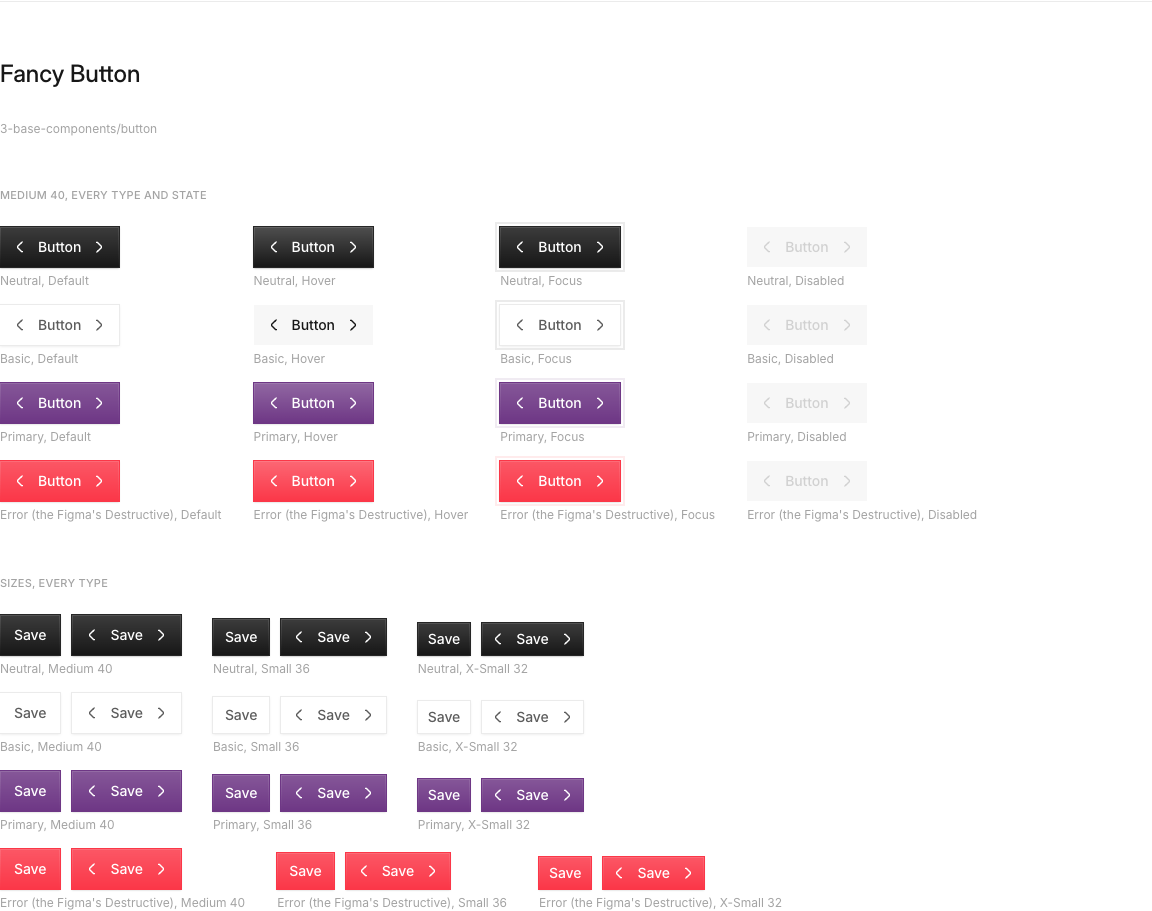 Fancy Button
3-base-components/button
MEDIUM 40, EVERY TYPE AND STATE
Button Button Button Button
Neutral, Default Neutral, Hover Neutral, Focus Neutral, Disabled
Button Button Button Button
Basic, Default Basic, Hover Basic, Focus Basic, Disabled
Button Button Button Button
Primary, Default Primary, Hover Primary, Focus Primary, Disabled
Button Button Button Button
Error (the Figma's Destructive), Default Error (the Figma's Destructive), Hover Error (the Figma's Destructive), Focus Error (the Figma's Destructive), Disabled
SIZES, EVERY TYPE
Save Save Save Save Save Save
Neutral, Medium 40 Neutral, Small 36 Neutral, X-Small 32
Save Save Save Save Save Save
Basic, Medium 40 Basic, Small 36 Basic, X-Small 32
Save Save Save Save Save Save
Primary, Medium 40 Primary, Small 36 Primary, X-Small 32
Save Save Save Save Save Save
Error (the Figma's Destructive), Medium 40 Error (the Figma's Destructive), Small 36 Error (the Figma's Destructive), X-Small 32